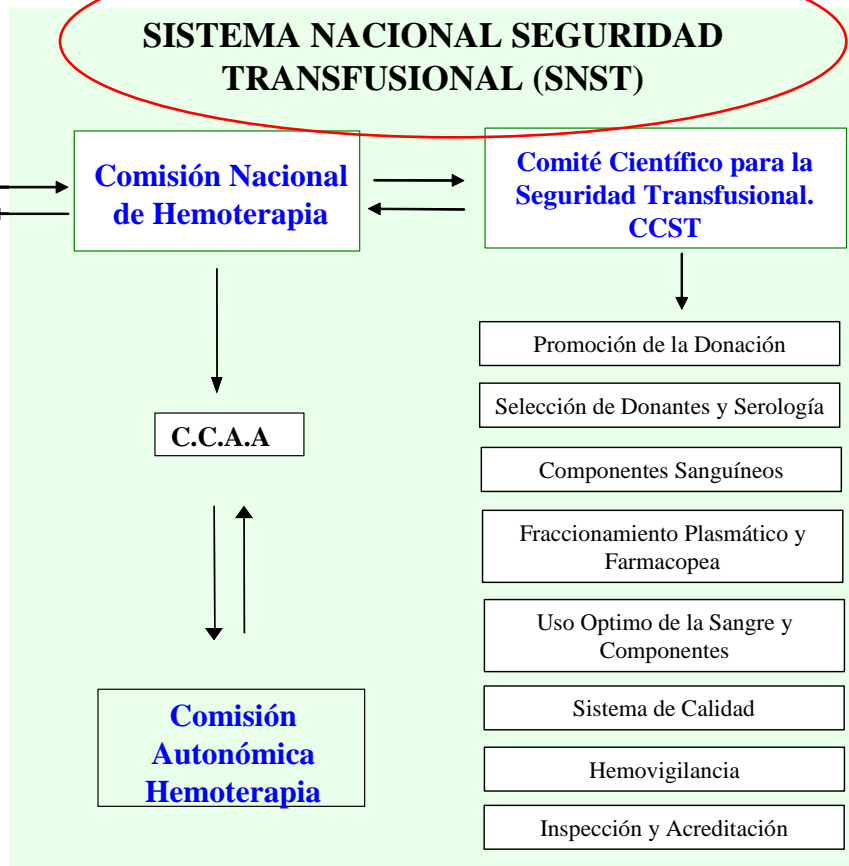 SISTEMA NACIONAL SEGURIDAD
TRANSFUSIONAL (SNST)
Comisión Nacional
de Hemoterapia
Comité Científico para la
Seguridad Transfusional.
CCST
Promoción de la Donación
Selección de Donantes y Serología
C.C.A.A
Componentes Sanguíneos
Fraccionamiento Plasmático y
Farmacopea
Uso Optimo de la Sangre y
Componentes
Comisión
Autonómica
Hemoterapia
Sistema de Calidad
Hemovigilancia
Inspección y Acreditación